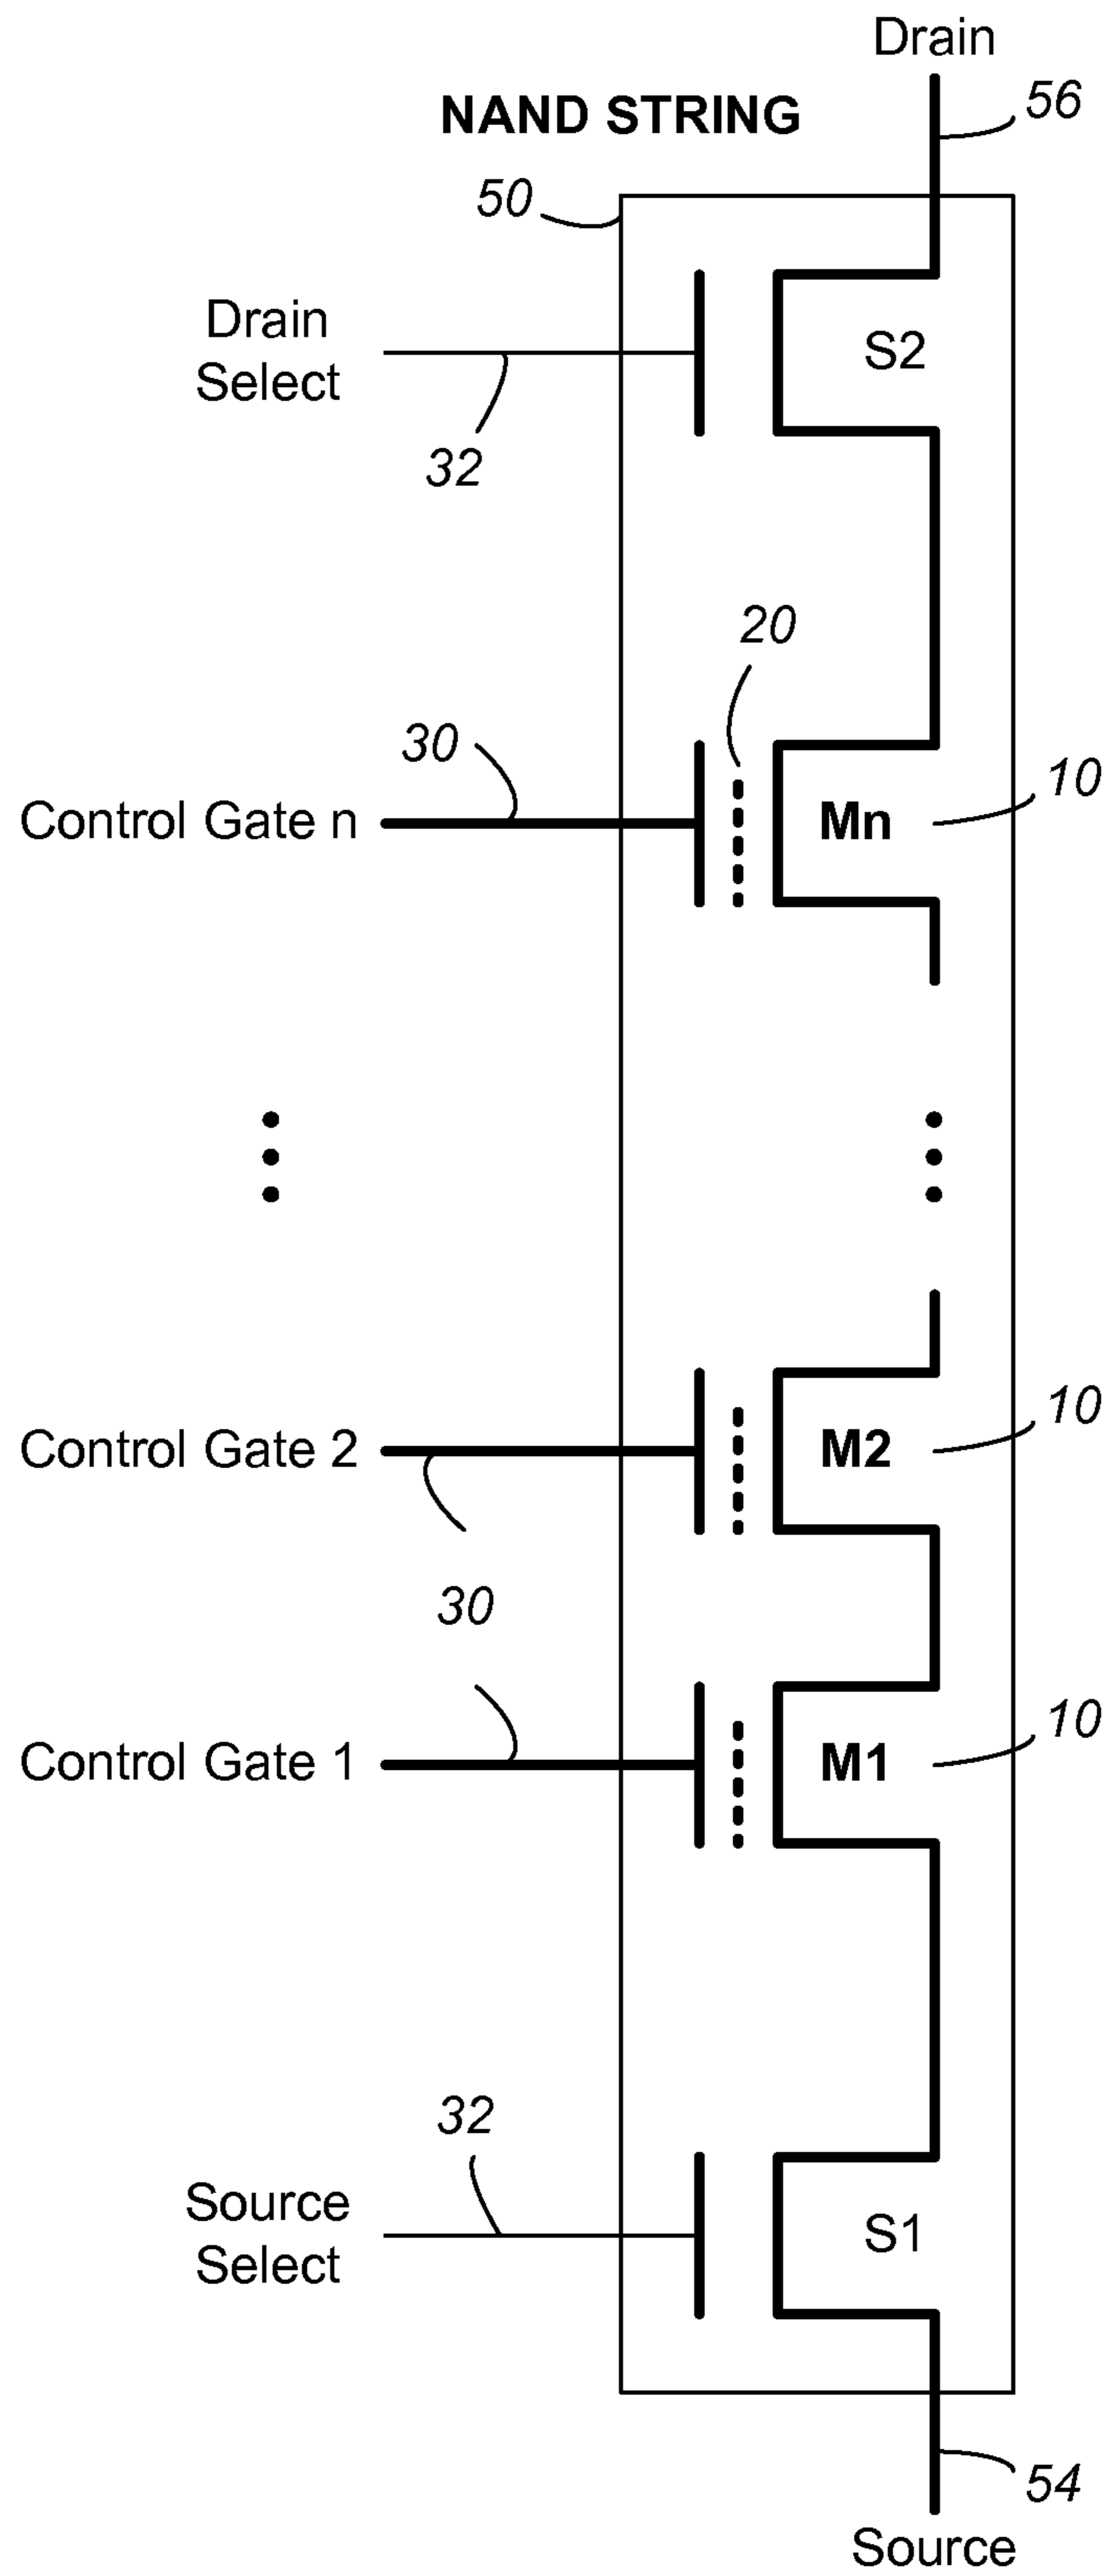 Drain
56
NAND STRING
50
Drain
Select
S2
32
20
30
10
Control Gate n
Mn
10
Control Gate 2
M2
30
10
Control Gate 1
M1
32
Source
Select
S1
54
Source